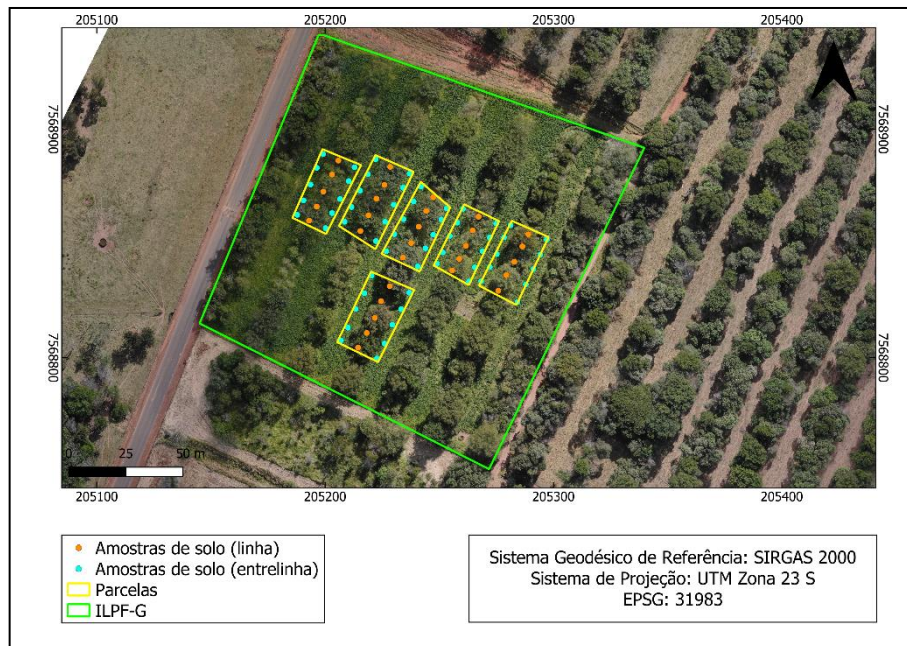 205100 205200 205300 205400
7568900 7568900
7568800 7568800
0 25 50 m
205100 205200 205300 205400
Amostras de solo (linha)
Amostras de solo (entrelinha)
Parcelas
ILPF-G
Sistema Geodésico de Referência: SIRGAS 2000
Sistema de Projeção: UTM Zona 23 S
EPSG: 31983